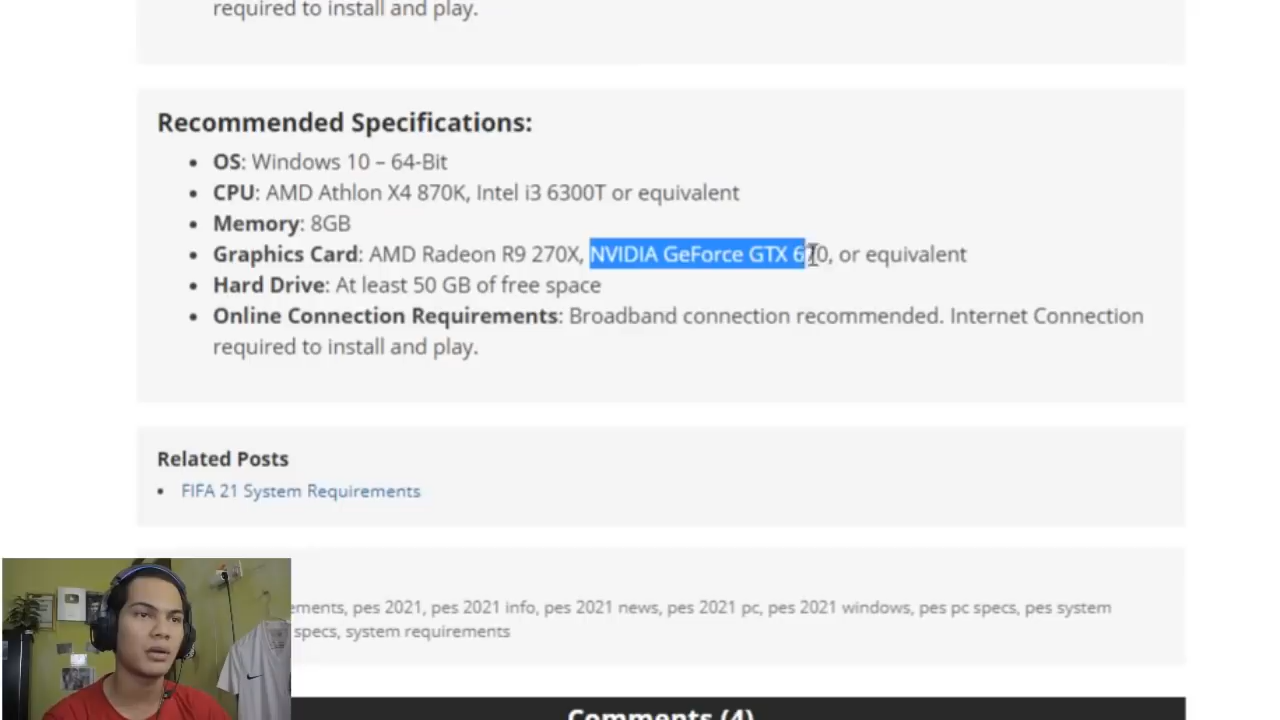 required to install and play.
Recommended Specifications:
OS: Windows 10 – 64-Bit
CPU: AMD Athlon X4 870K, Intel i3 6300T or equivalent
Memory: 8GB
Graphics Card: AMD Radeon R9 270X, NVIDIA GeForce GTX 670, or equivalent
Hard Drive: At least 50 GB of free space
Online Connection Requirements: Broadband connection recommended. Internet Connection
required to install and play.
Related Posts
FIFA 21 System Requirements
pes 2021, pes 2021 info, pes 2021 news, pes 2021 pc, pes 2021 windows, pes pc specs, pes system
specs, system requirements
Comments (4)